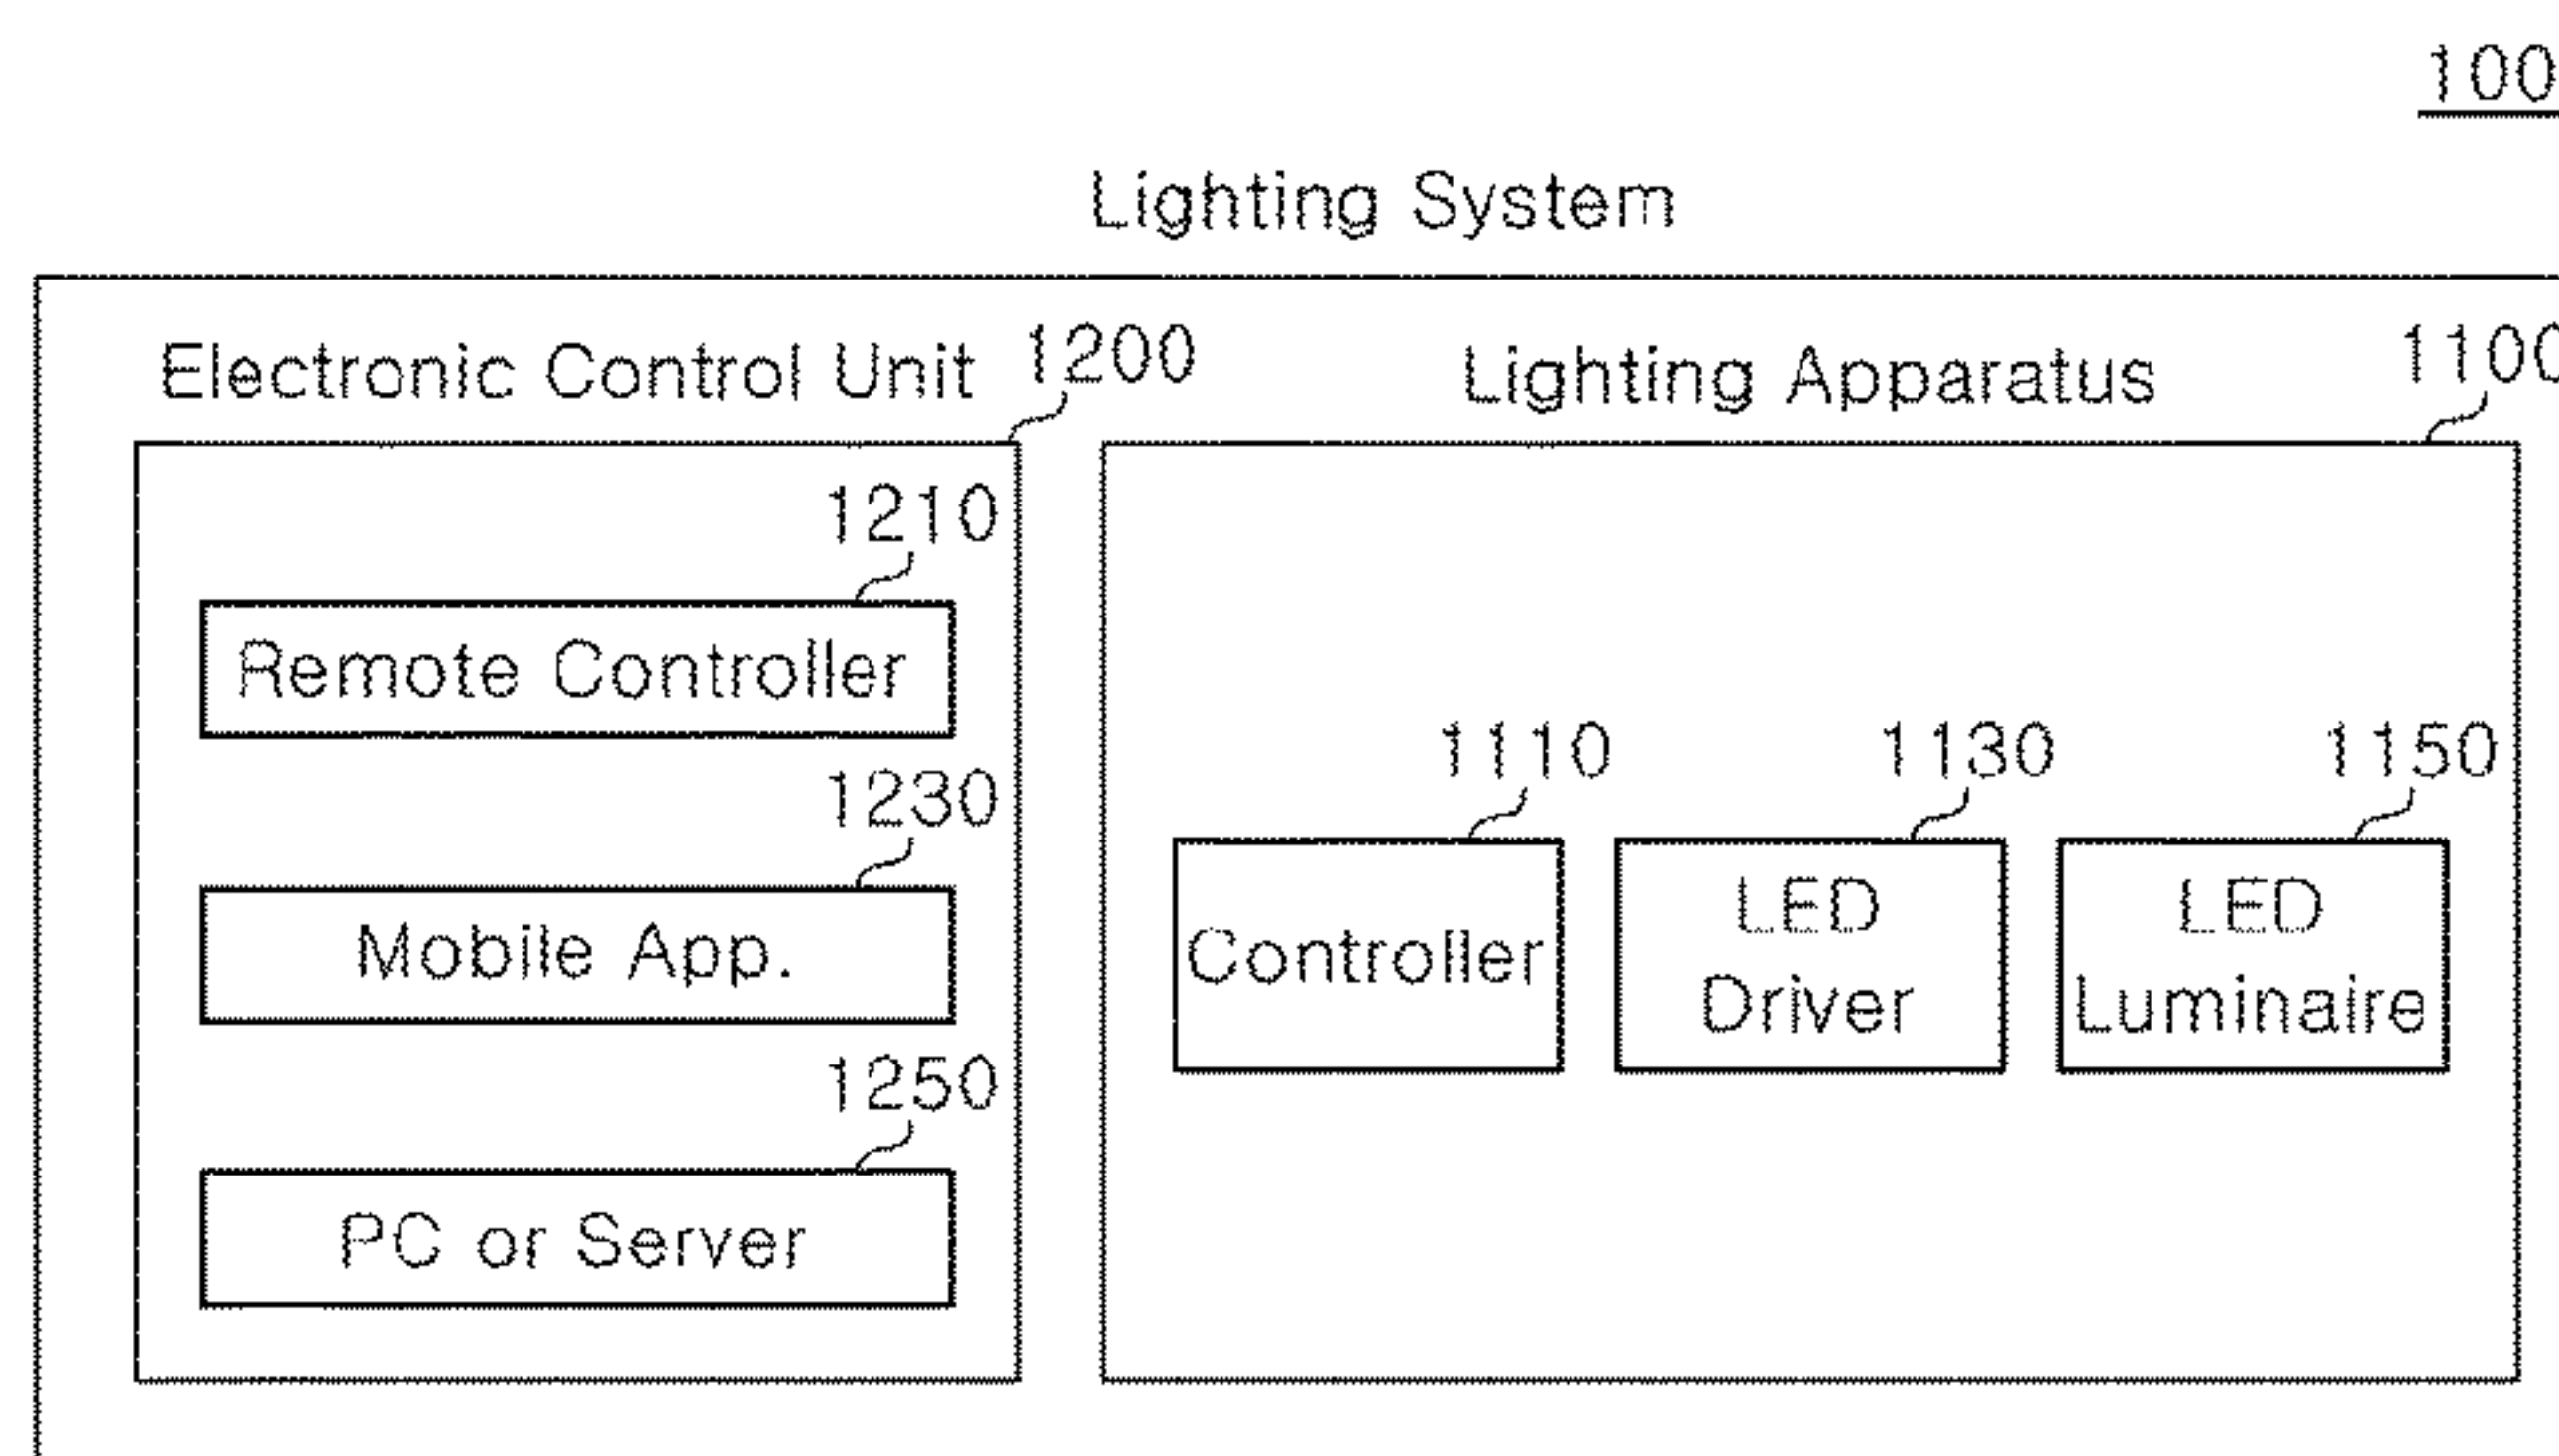 100
Lighting System
Electronic Control Unit 1200
Lighting Apparatus 1100
1210
Remote Controller
1230
Mobile App.
1250
PC or Server
1110
Controller
1130
LED
Driver
1150
LED
Luminaire